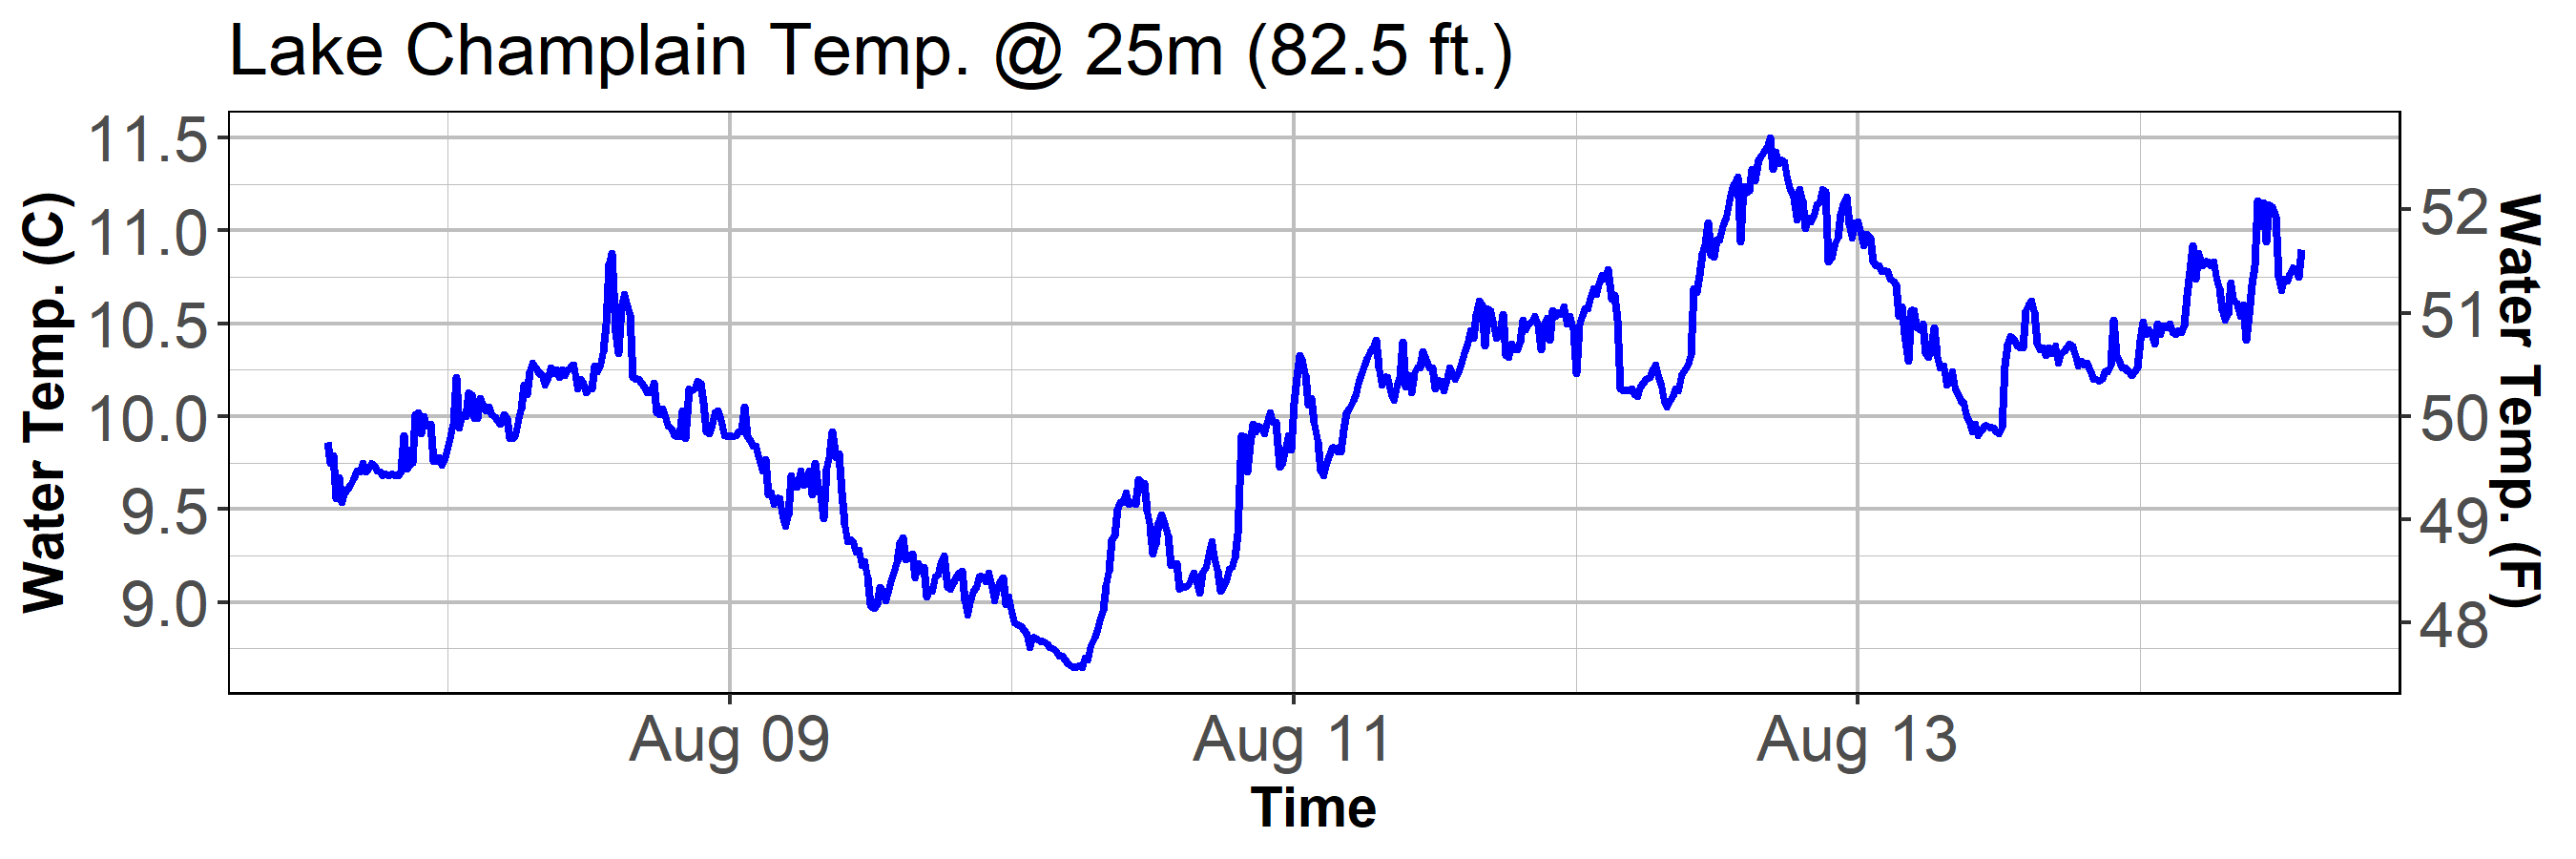 Lake Champlain Temp. @ 25m (82.5 ft.)
Water Temp. (C)
11.5
11.0
10.5
10.0
9.5
9.0
52
51
50
49
48
Water Temp. (F)
Aug 09
Aug 11
Aug 13
Time